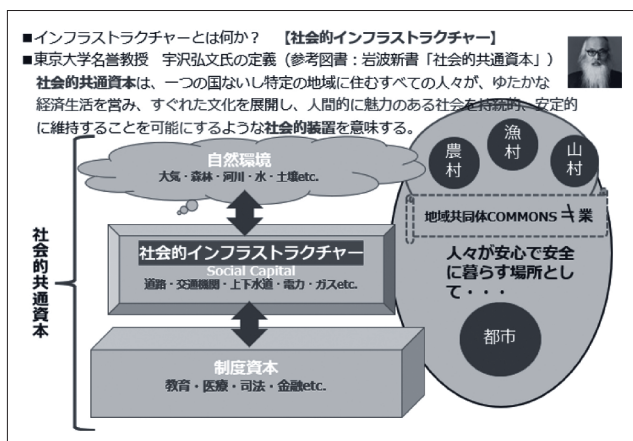 ■インフラストラクチャーとは何か？　【社会的インフラストラクチャー】
■東京大学名誉教授　宇沢弘文氏の定義（参考図書：岩波新書「社会的共通資本」）
社会的共通資本は、一つの国ないし特定の地域に住むすべての人々が、ゆたかな
経済生活を営み、すぐれた文化を展開し、人間的に魅力のある社会を持続的、安定的
に維持することを可能にするような社会的装置を意味する。
社会的共通資本
自然環境
大気・森林・河川・水・土壌etc.
社会的インフラストラクチャー
Social Capital
道路・交通機関・上下水道・電力・ガスetc.
制度資本
教育・医療・司法・金融etc.
農村
漁村
山村
地域共同体COMMONS≠業
人々が安心で安全
に暮らす場所とし
て・・・
都市